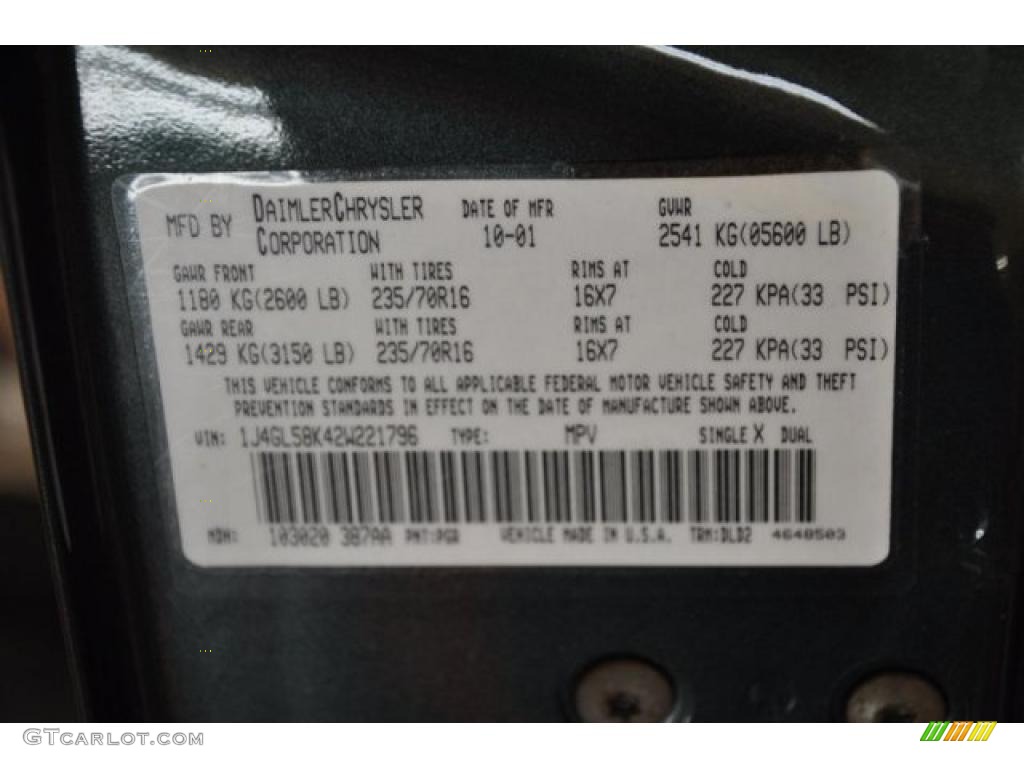 MFD BY DAIMLERCHRYSLER CORPORATION DATE OF MFR 10-01 GVWR 2541 KG(05600 LB)
GAWR FRONT WITH TIRES RIMS AT COLD
1180 KG(2600 LB) 235/70R16 16X7 227 KPA(33 PSI)
GAWR REAR WITH TIRES RIMS AT COLD
1429 KG(3150 LB) 235/70R16 16X7 227 KPA(33 PSI)
THIS VEHICLE CONFORMS TO ALL APPLICABLE FEDERAL MOTOR VEHICLE SAFETY AND THEFT
PREVENTION STANDARDS IN EFFECT ON THE DATE OF MANUFACTURE SHOWN ABOVE.
VIN: 1J4GL58K42W221796 TYPE: MPV SINGLE X DUAL
MDH: 103020 387AA PNT:PGR VEHICLE MADE IN U.S.A. TRM:DLD2 4648503
GTCARLOT.COM